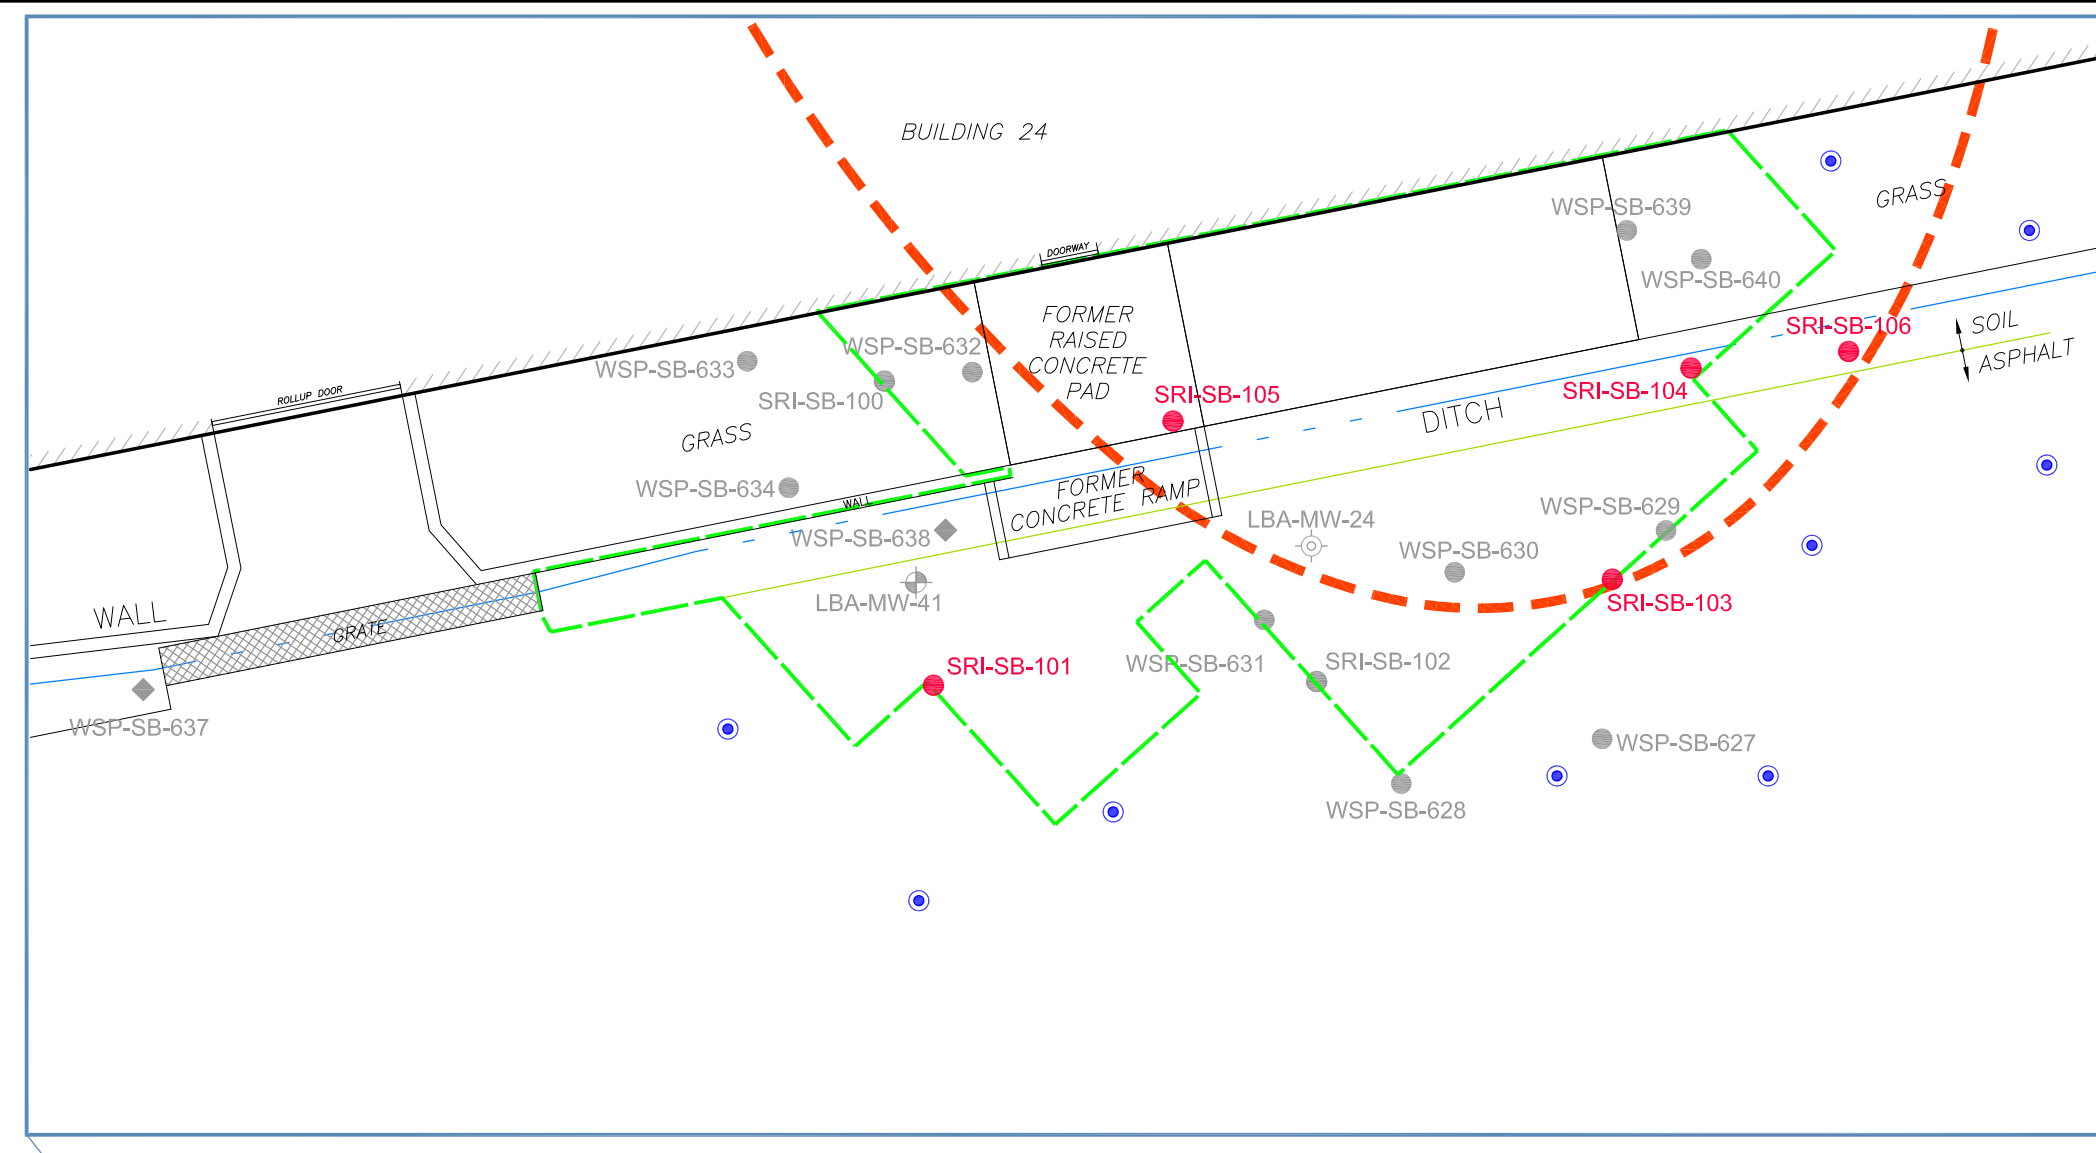 BUILDING 24
GRASS
WSP-SB-639
WSP-SB-640
DOORWAY
FORMER
RAISED
CONCRETE
PAD
SRI-SB-106
SOIL
ASPHALT
WSP-SB-632
WSP-SB-633
SRI-SB-100
SRI-SB-105
SRI-SB-104
ROLLUP DOOR
DITCH
GRASS
WSP-SB-634
WALL
FORMER
CONCRETE RAMP
WSP-SB-638
LBA-MW-24
WSP-SB-629
WSP-SB-630
LBA-MW-41
SRI-SB-103
WALL
GRATE
SRI-SB-101
WSP-SB-631
SRI-SB-102
WSP-SB-637
WSP-SB-627
WSP-SB-628